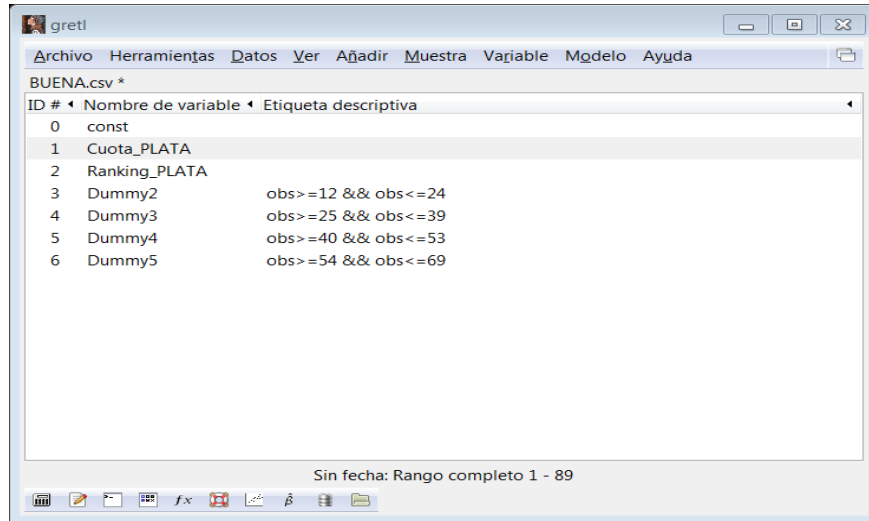 gretl
Archivo Herramientas Datos Ver Añadir Muestra Variable Modelo Ayuda
BUENA.csv *
ID # Nombre de variable Etiqueta descriptiva
0 const
1 Cuota_PLATA
2 Ranking_PLATA
3 Dummy2 obs>=12 && obs<=24
4 Dummy3 obs>=25 && obs<=39
5 Dummy4 obs>=40 && obs<=53
6 Dummy5 obs>=54 && obs<=69
Sin fecha: Rango completo 1 - 89
fx β̂